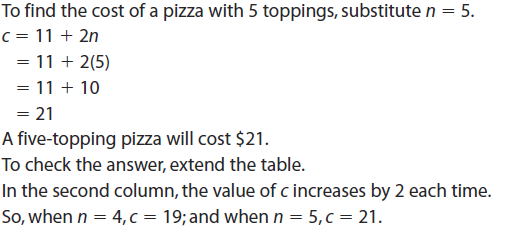 To find the cost of a pizza with 5 toppings, substitute n = 5.
c = 11 + 2n
= 11 + 2(5)
= 11 + 10
= 21
A five-topping pizza will cost $21.
To check the answer, extend the table.
In the second column, the value of c increases by 2 each time.
So, when n = 4, c = 19; and when n = 5, c = 21.